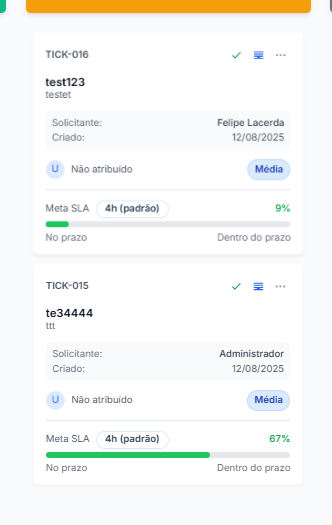 TICK-016
test123
testet
Solicitante: Felipe Lacerda
Criado: 12/08/2025
U Não atribuído Média
Meta SLA 4h (padrão) 9%
No prazo Dentro do prazo
TICK-015
te34444
ttt
Solicitante: Administrador
Criado: 12/08/2025
U Não atribuído Média
Meta SLA 4h (padrão) 67%
No prazo Dentro do prazo